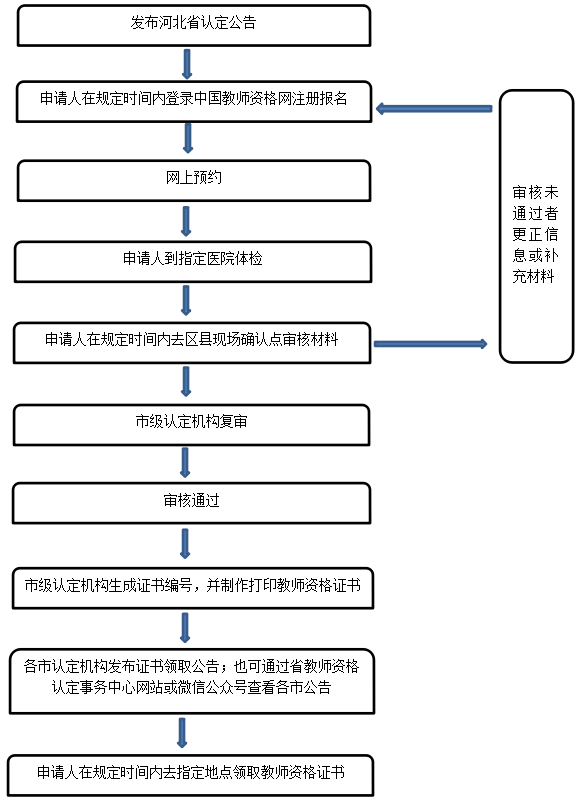 发布河北省认定公告
申请人在规定时间内登录中国教师资格网注册报名
网上预约
申请人到指定医院体检
申请人在规定时间内去区县现场确认点审核材料
审核未
通过者
更正信
息或补
充材料
市级认定机构复审
审核通过
市级认定机构生成证书编号，并制作打印教师资格证书
各市认定机构发布证书领取公告；也可通过省教师资格
认定事务中心网站或微信公众号查看各市公告
申请人在规定时间内去指定地点领取教师资格证书